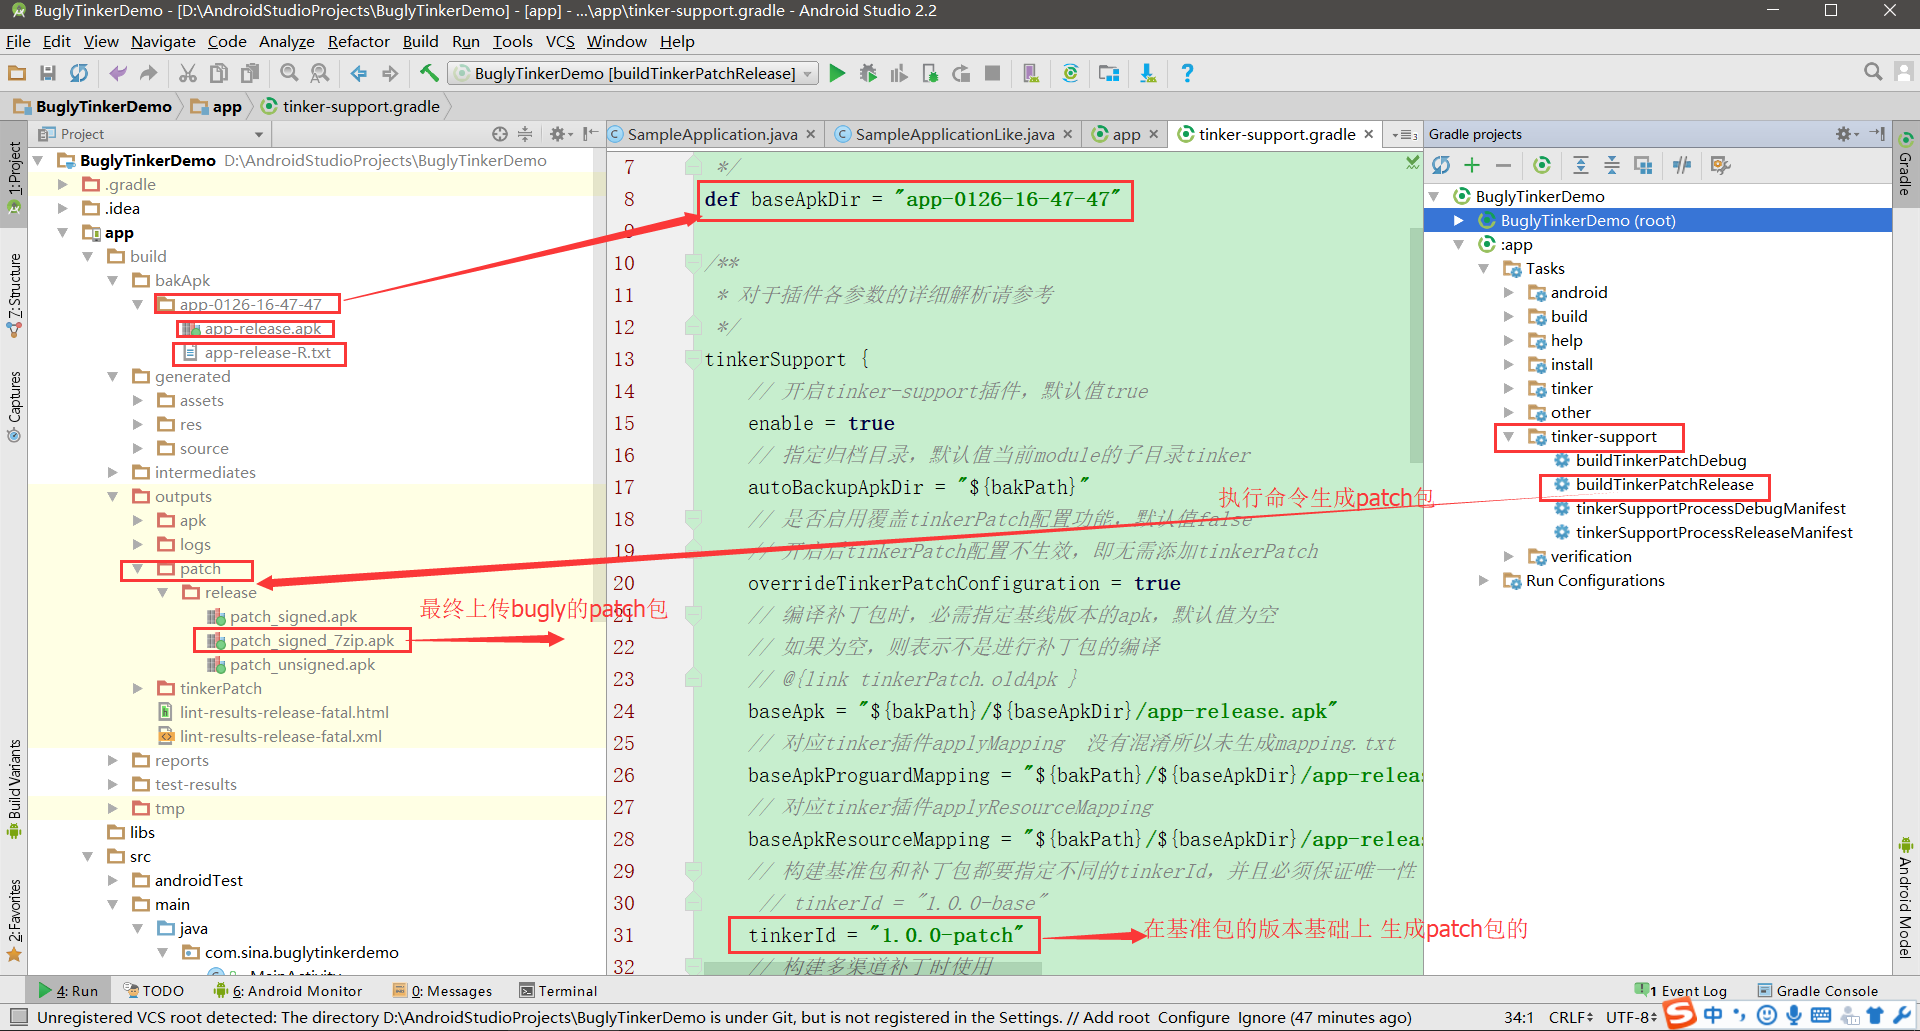 BuglyTinkerDemo - [D:\AndroidStudioProjects\BuglyTinkerDemo] - [app] - ...\app\tinker-support.gradle - Android Studio 2.2
File Edit View Navigate Code Analyze Refactor Build Run Tools VCS Window Help
BuglyTinkerDemo [buildTinkerPatchRelease]
BuglyTinkerDemo app tinker-support.gradle
1: Project
7: Structure
Captures
Build Variants
2: Favorites
Project
BuglyTinkerDemo D:\AndroidStudioProjects\BuglyTinkerDemo
.gradle
.idea
app
build
bakApk
app-0126-16-47-47
app-release.apk
app-release-R.txt
generated
assets
res
source
intermediates
outputs
apk
logs
patch
release
patch_signed.apk
patch_signed_7zip.apk
patch_unsigned.apk
tinkerPatch
lint-results-release-fatal.html
lint-results-release-fatal.xml
reports
test-results
tmp
libs
src
androidTest
main
java
com.sina.buglytinkerdemo
MainActivity
最终上传bugly的patch包
SampleApplication.java SampleApplicationLike.java app tinker-support.gradle
7 */
8 def baseApkDir = "app-0126-16-47-47"
9
10 /**
11 * 对于插件各参数的详细解析请参考
12 */
13 tinkerSupport {
14 // 开启tinker-support插件，默认值true
15 enable = true
16 // 指定归档目录，默认值当前module的子目录tinker
17 autoBackupApkDir = "${bakPath}"
18 // 是否启用覆盖tinkerPatch配置功能，默认值false
19 // 开启后tinkerPatch配置不生效，即无需添加tinkerPatch
20 overrideTinkerPatchConfiguration = true
21 // 编译补丁包时，必需指定基线版本的apk，默认值为空
22 // 如果为空，则表示不是进行补丁包的编译
23 // @{link tinkerPatch.oldApk }
24 baseApk = "${bakPath}/${baseApkDir}/app-release.apk"
25 // 对应tinker插件applyMapping 没有混淆所以未生成mapping.txt
26 baseApkProguardMapping = "${bakPath}/${baseApkDir}/app-relea
27 // 对应tinker插件applyResourceMapping
28 baseApkResourceMapping = "${bakPath}/${baseApkDir}/app-relea
29 // 构建基准包和补丁包都要指定不同的tinkerId，并且必须保证唯一性
30 // tinkerId = "1.0.0-base"
31 tinkerId = "1.0.0-patch"
32 // 构建多渠道补丁时使用
执行命令生成patch包
在基准包的版本基础上 生成patch包的
Gradle projects
BuglyTinkerDemo
BuglyTinkerDemo (root)
:app
Tasks
android
build
help
install
tinker
other
tinker-support
buildTinkerPatchDebug
buildTinkerPatchRelease
tinkerSupportProcessDebugManifest
tinkerSupportProcessReleaseManifest
verification
Run Configurations
Gradle
Android Model
4: Run TODO 6: Android Monitor 0: Messages Terminal 1 Event Log Gradle Console
Unregistered VCS root detected: The directory D:\AndroidStudioProjects\BuglyTinkerDemo is under Git, but is not registered in the Settings. // Add root Configure Ignore (47 minutes ago) 34:1 CRLF UTF-8 中